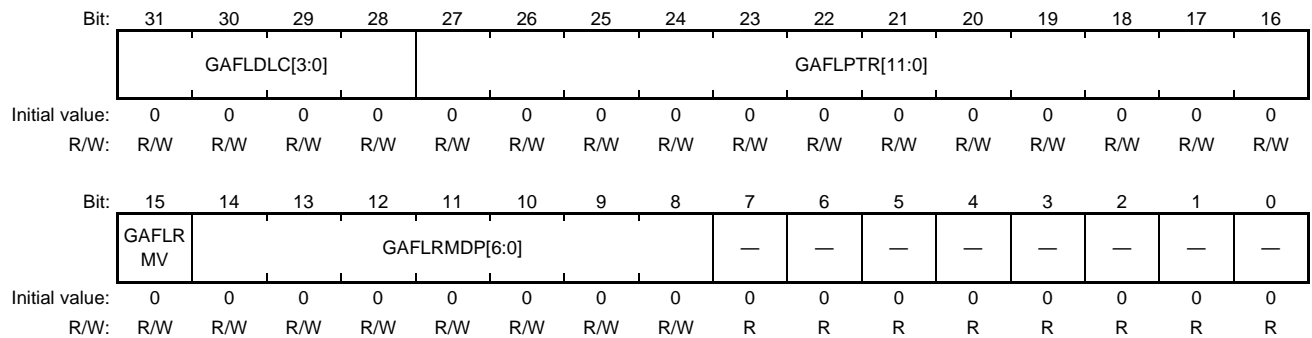 Bit: 31 30 29 28 27 26 25 24 23 22 21 20 19 18 17 16
GAFLDLC[3:0] GAFLPTR[11:0]
Initial value: 0 0 0 0 0 0 0 0 0 0 0 0 0 0 0 0
R/W: R/W R/W R/W R/W R/W R/W R/W R/W R/W R/W R/W R/W R/W R/W R/W R/W
Bit: 15 14 13 12 11 10 9 8 7 6 5 4 3 2 1 0
GAFLR
MV GAFLRMDP[6:0] — — — — — — — —
Initial value: 0 0 0 0 0 0 0 0 0 0 0 0 0 0 0 0
R/W: R/W R/W R/W R/W R/W R/W R/W R/W R R R R R R R R